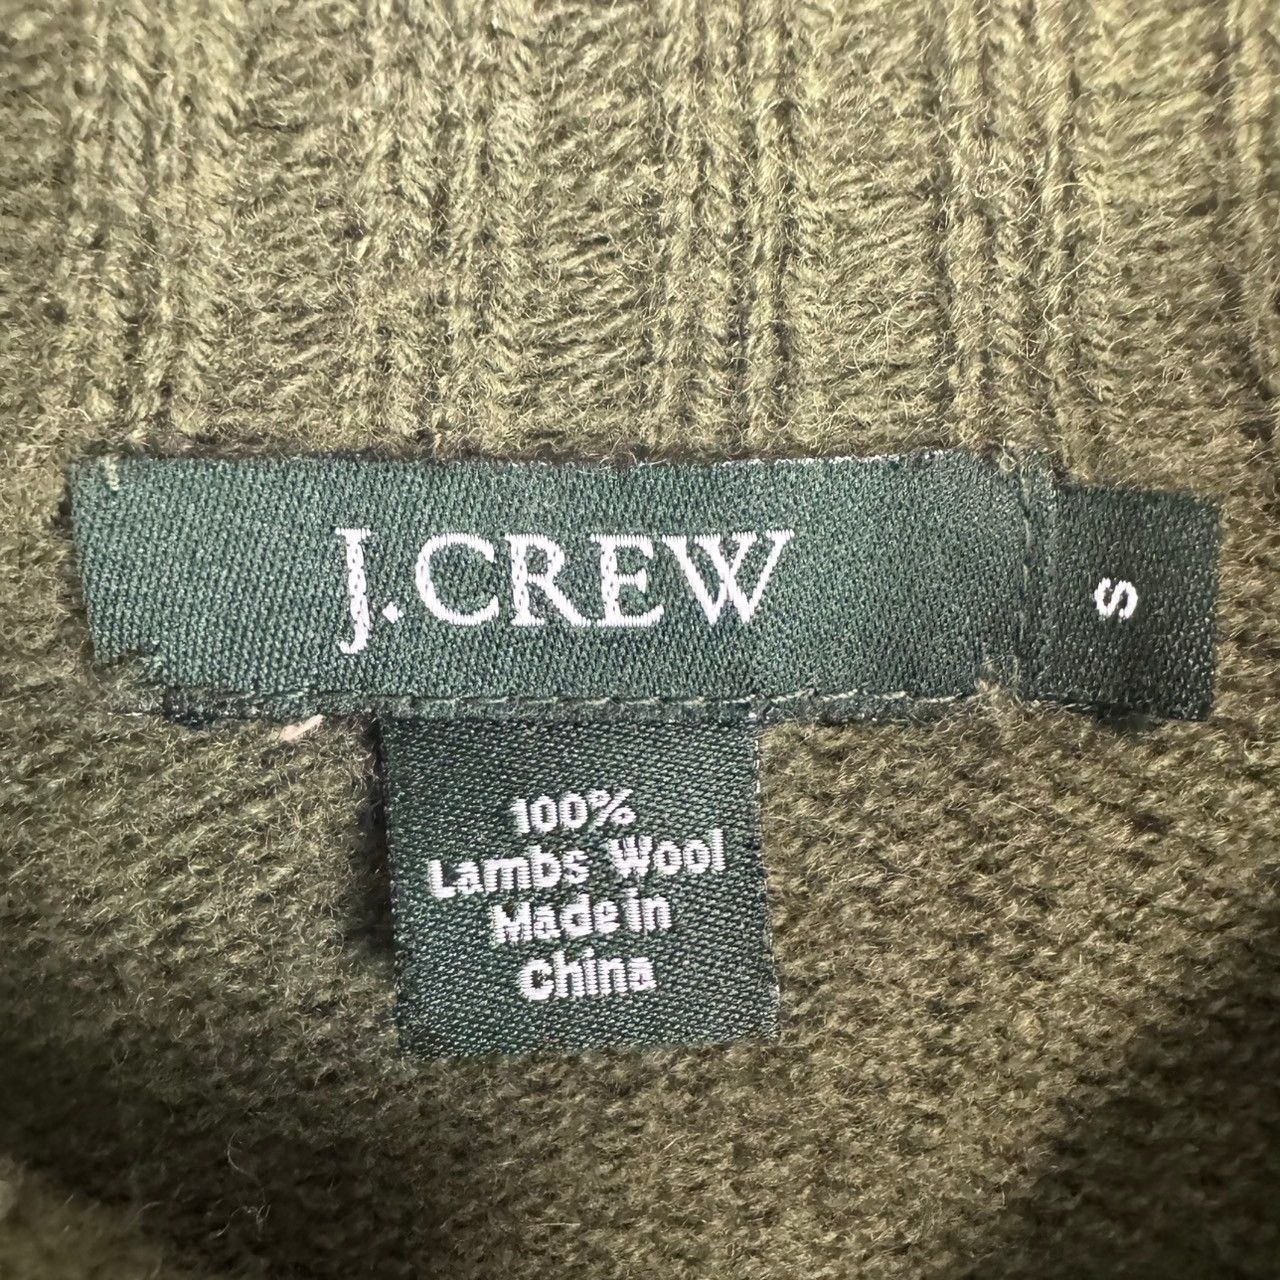 J.CREW
S
100%
Lambs Wool
Made in
China